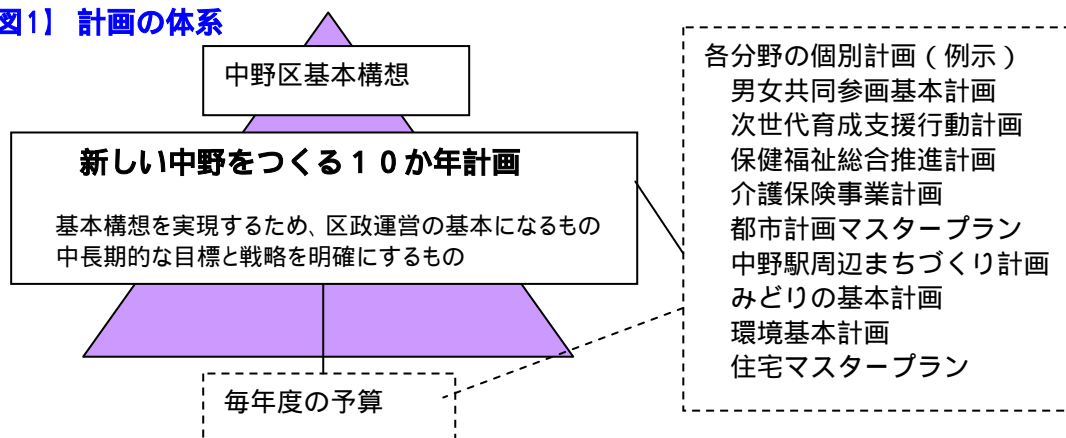 図1】 計画の体系
中野区基本構想
新しい中野をつくる１０か年計画
基本構想を実現するため、区政運営の基本になるもの
中長期的な目標と戦略を明確にするもの
毎年度の予算
各分野の個別計画（例示）
男女共同参画基本計画
次世代育成支援行動計画
保健福祉総合推進計画
介護保険事業計画
都市計画マスタープラン
中野駅周辺まちづくり計画
みどりの基本計画
環境基本計画
住宅マスタープラン